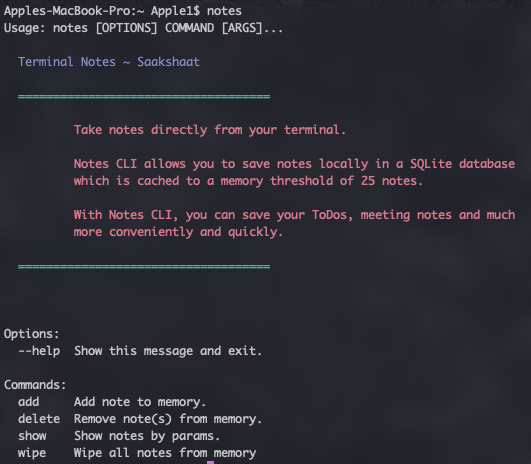 Apples-MacBook-Pro:~ Apple1$ notes
Usage: notes [OPTIONS] COMMAND [ARGS]...
Terminal Notes ~ Saakshaat
====================================
Take notes directly from your terminal.
Notes CLI allows you to save notes locally in a SQLite database
which is cached to a memory threshold of 25 notes.
With Notes CLI, you can save your ToDos, meeting notes and much
more conveniently and quickly.
====================================
Options:
--help  Show this message and exit.
Commands:
add     Add note to memory.
delete  Remove note(s) from memory.
show    Show notes by params.
wipe    Wipe all notes from memory